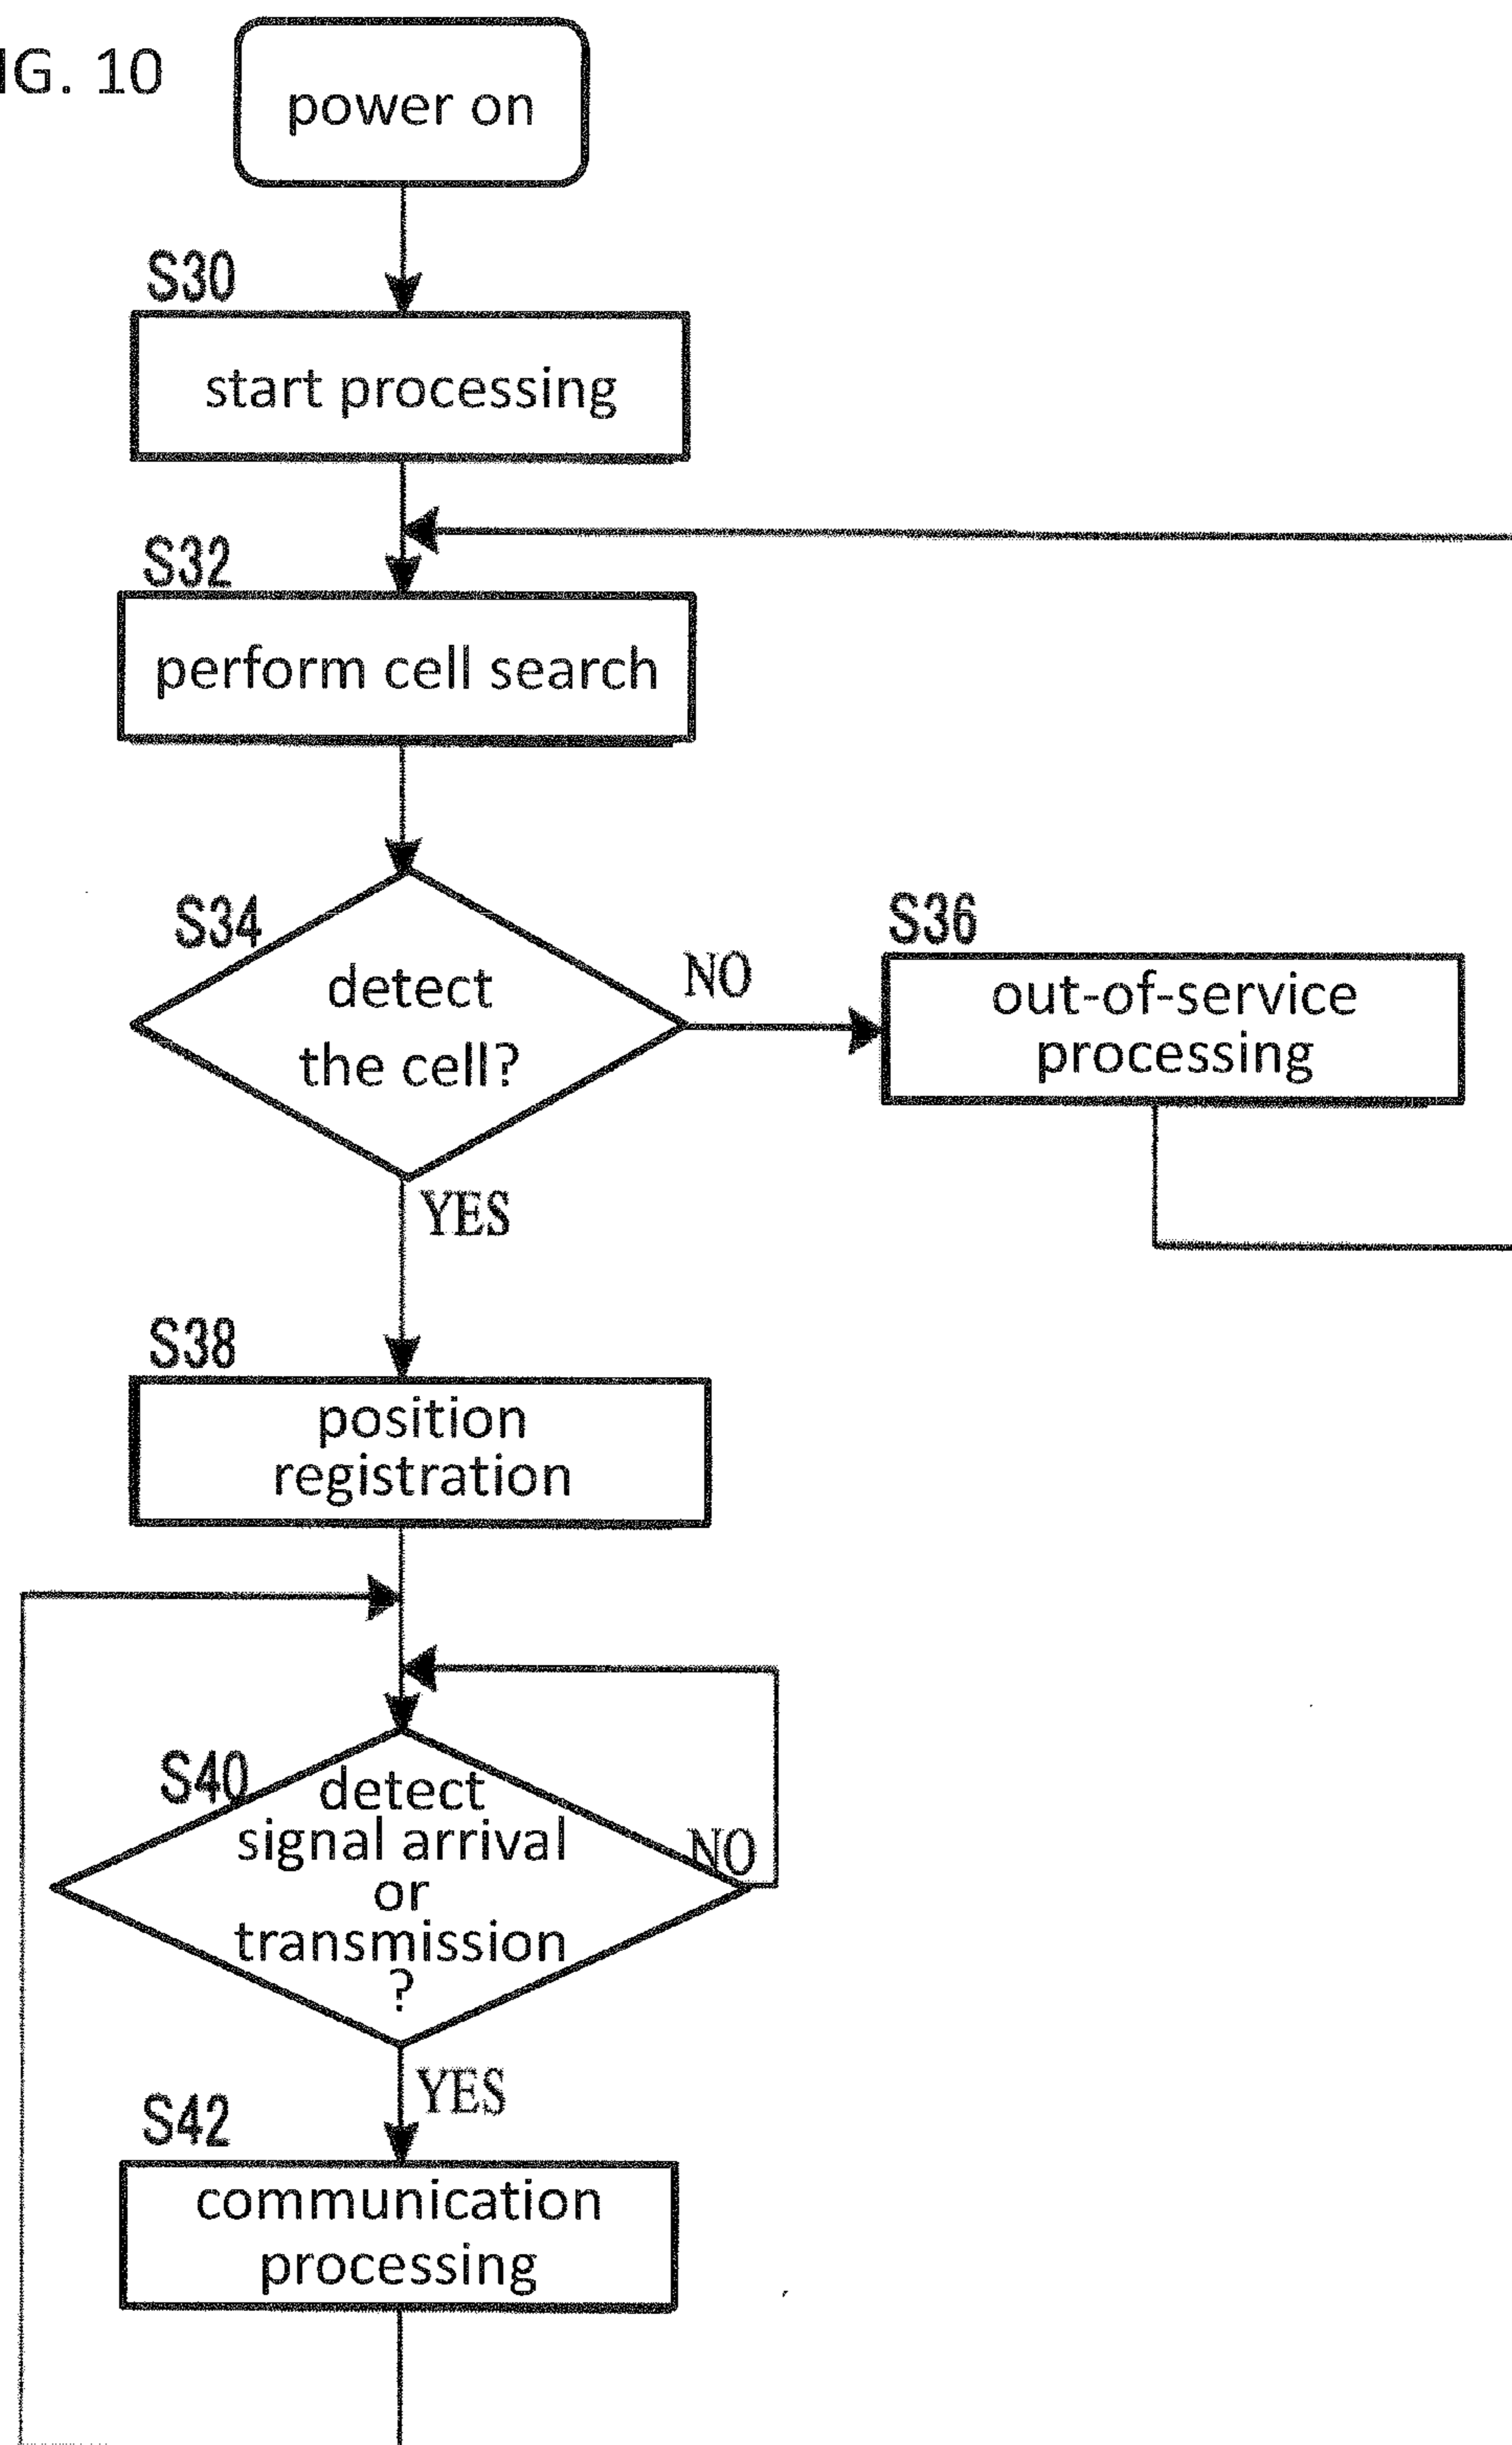 IG. 10
power on
S30
start processing
S32
perform cell search
S34
detect
the cell?
NO
S36
out-of-service
processing
YES
S38
position
registration
S40
detect
signal arrival
or
transmission
?
NO
YES
S42
communication
processing